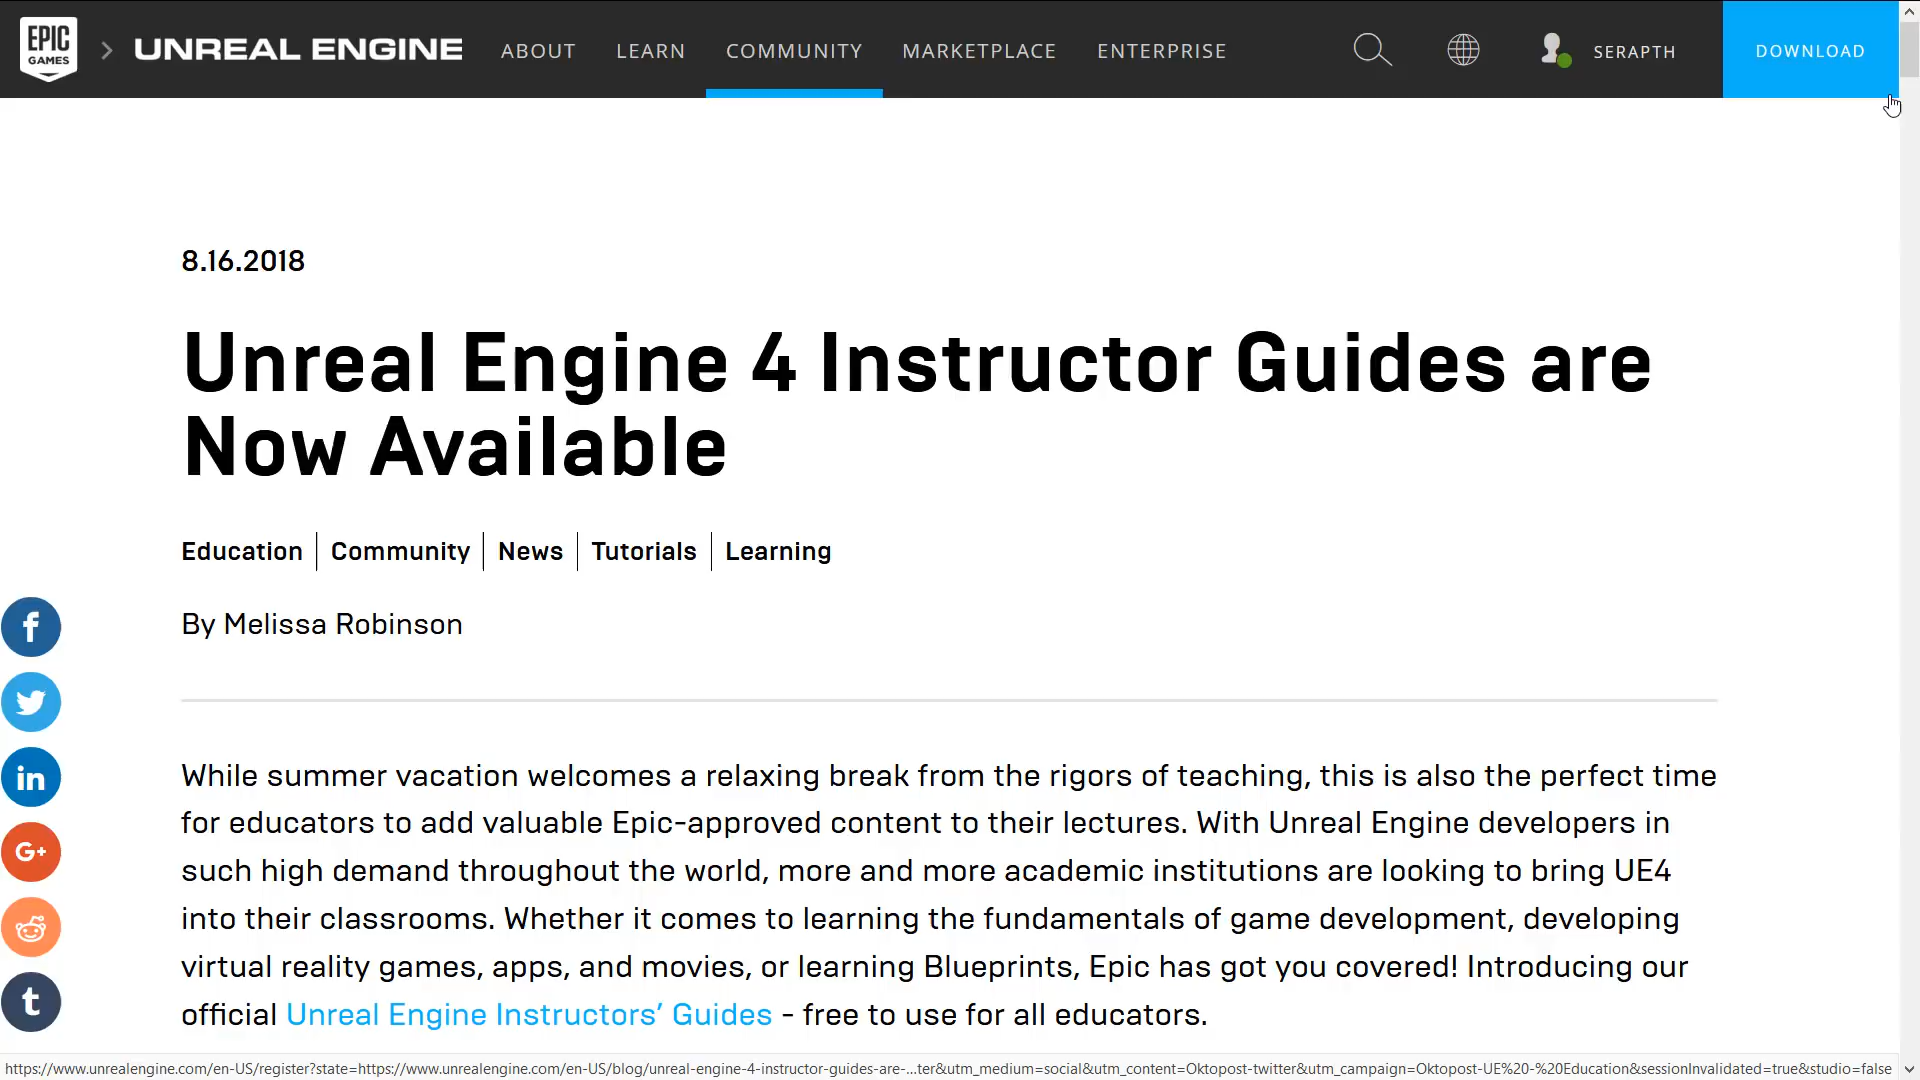 EPIC GAMES UNREAL ENGINE ABOUT LEARN COMMUNITY MARKETPLACE ENTERPRISE SERAPTH DOWNLOAD
8.16.2018
Unreal Engine 4 Instructor Guides are
Now Available
Education Community News Tutorials Learning
By Melissa Robinson
While summer vacation welcomes a relaxing break from the rigors of teaching, this is also the perfect time
for educators to add valuable Epic-approved content to their lectures. With Unreal Engine developers in
such high demand throughout the world, more and more academic institutions are looking to bring UE4
into their classrooms. Whether it comes to learning the fundamentals of game development, developing
virtual reality games, apps, and movies, or learning Blueprints, Epic has got you covered! Introducing our
official Unreal Engine Instructors’ Guides - free to use for all educators.
https://www.unrealengine.com/en-US/register?state=https://www.unrealengine.com/en-US/blog/unreal-engine-4-instructor-guides-are-...ter&utm_medium=social&utm_content=Oktopost-twitter&utm_campaign=Oktopost-UE%20-%20Education&sessionInvalidated=true&studio=false